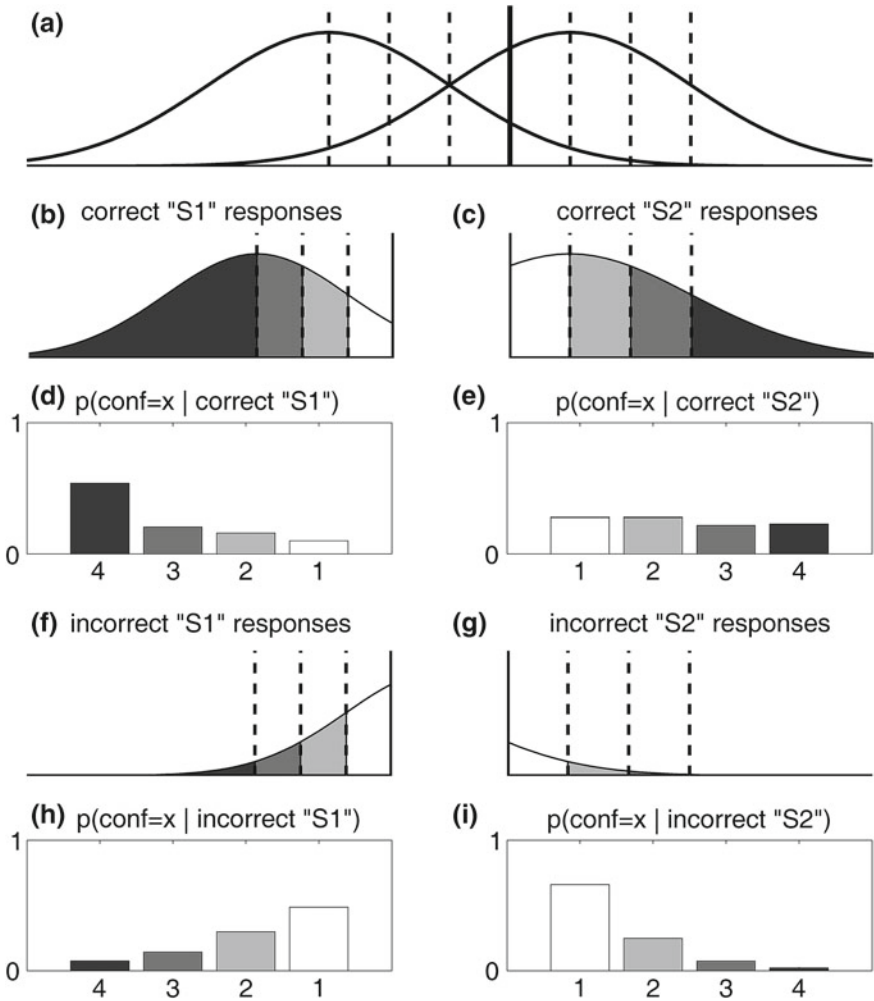 (a)
(b) correct "S1" responses
(c) correct "S2" responses
(d) p(conf=x | correct "S1")
1
0
4 3 2 1
(e) p(conf=x | correct "S2")
1
0
1 2 3 4
(f) incorrect "S1" responses
(g) incorrect "S2" responses
(h) p(conf=x | incorrect "S1")
1
0
4 3 2 1
(i) p(conf=x | incorrect "S2")
1
0
1 2 3 4